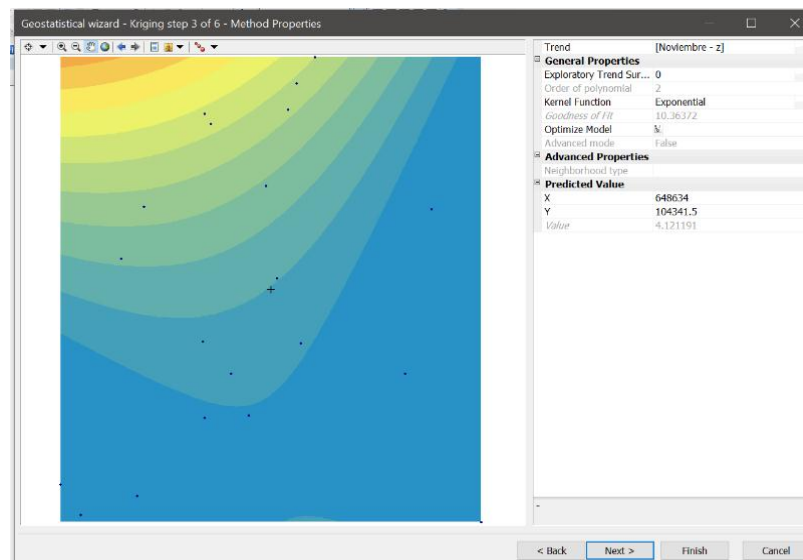 Geostatistical wizard - Kriging step 3 of 6 - Method Properties
Trend [Noviembre - z]
General Properties
Exploratory Trend Sur... 0
Order of polynomial 2
Kernel Function Exponential
Goodness of Fit 10.36372
Optimize Model
Advanced mode False
Advanced Properties
Neighborhood type
Predicted Value
X 648634
Y 104341.5
Value 4.121191
< Back Next > Finish Cancel